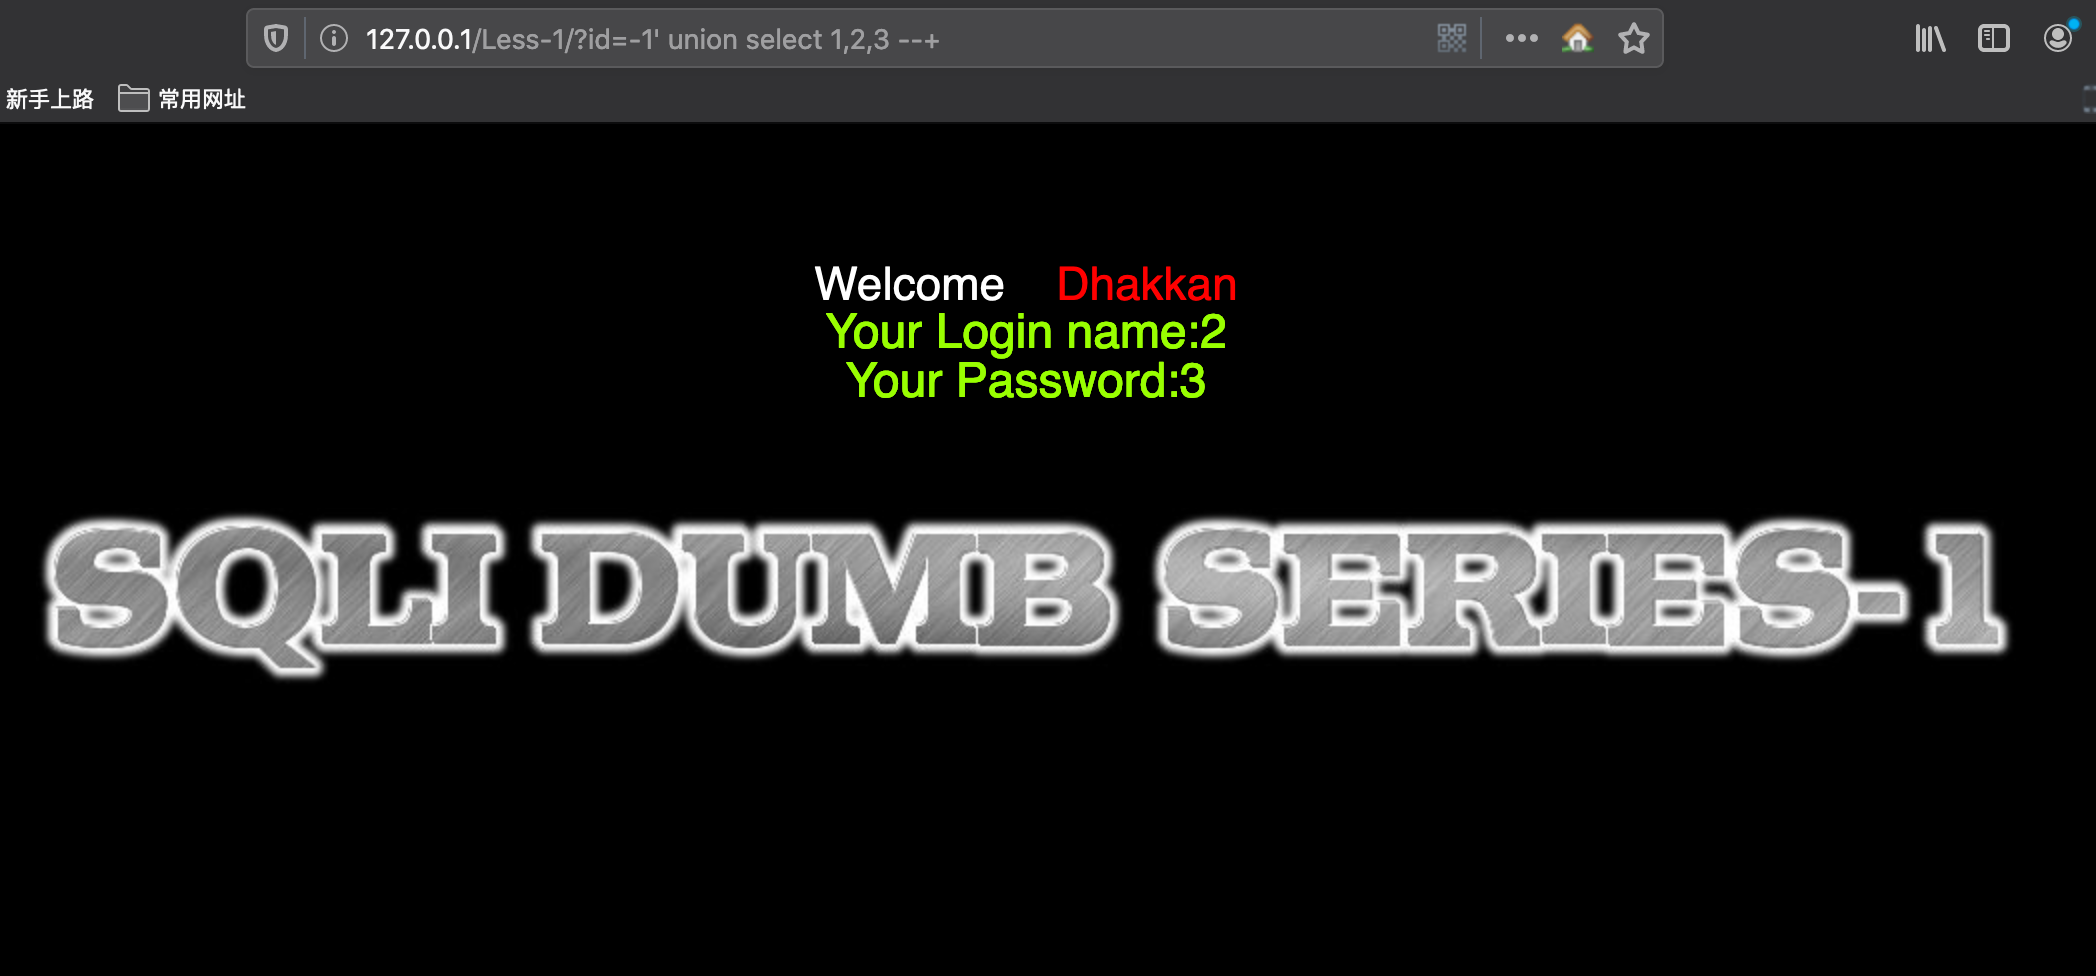 127.0.0.1/Less-1/?id=-1' union select 1,2,3 --+
新手上路 常用网址
Welcome Dhakkan
Your Login name:2
Your Password:3
SQLI DUMB SERIES-1